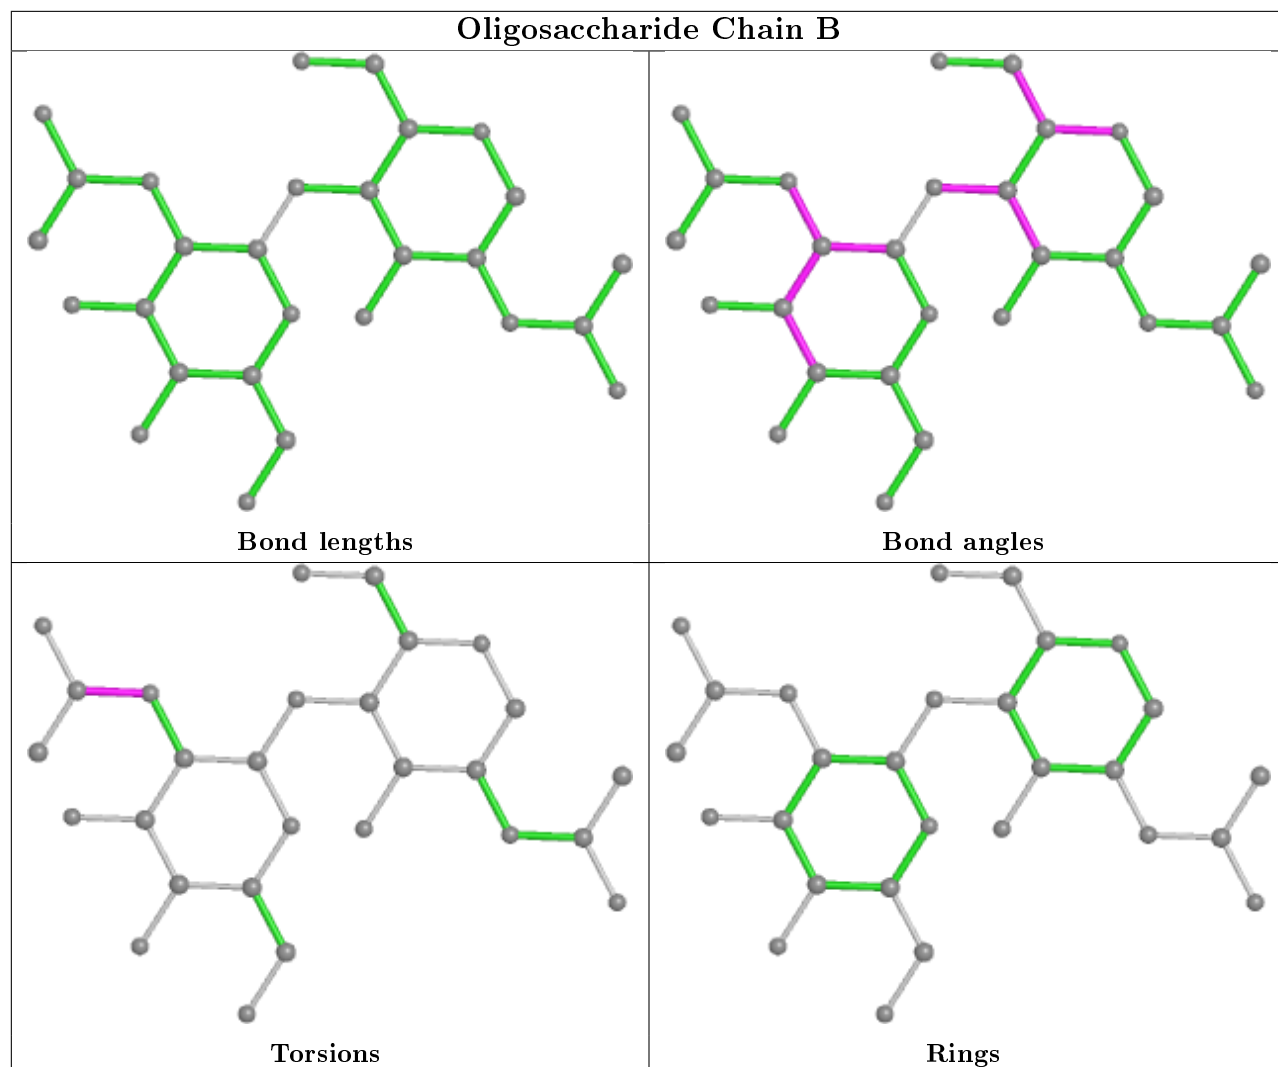 Oligosaccharide Chain B
Bond lengths
Bond angles
Torsions
Rings